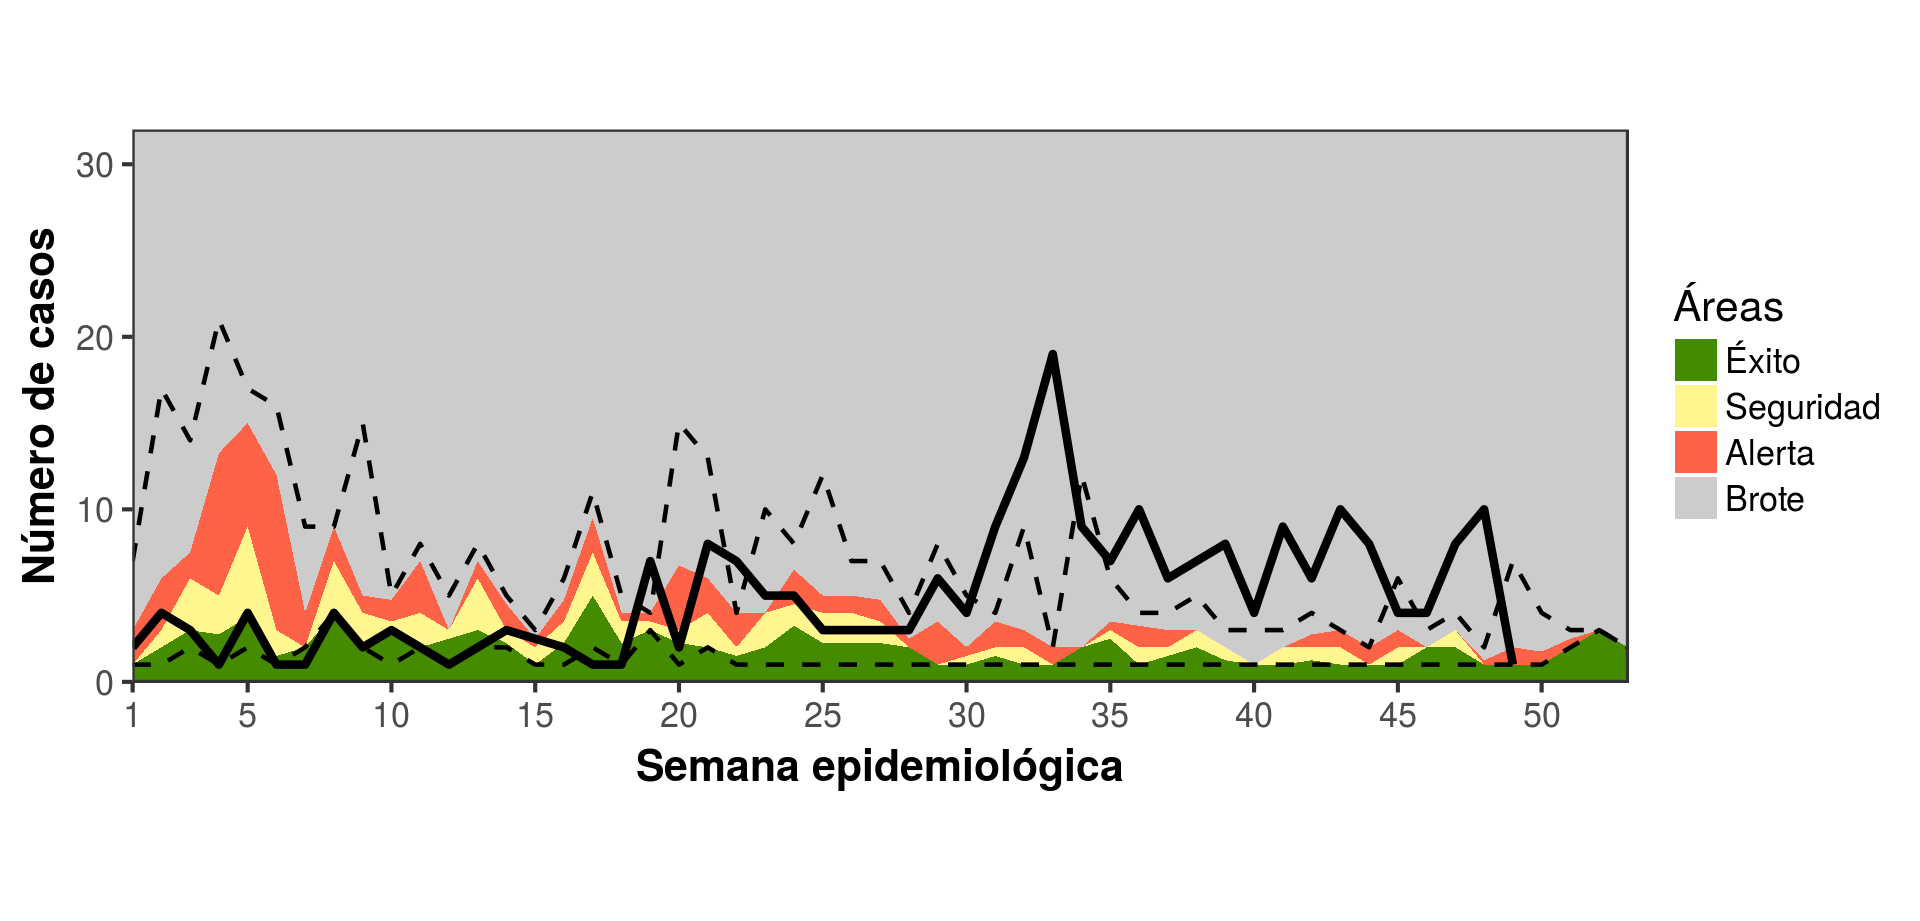 Número de casos
30
20
10
0
1 5 10 15 20 25 30 35 40 45 50
Semana epidemiológica
Áreas
Éxito
Seguridad
Alerta
Brote